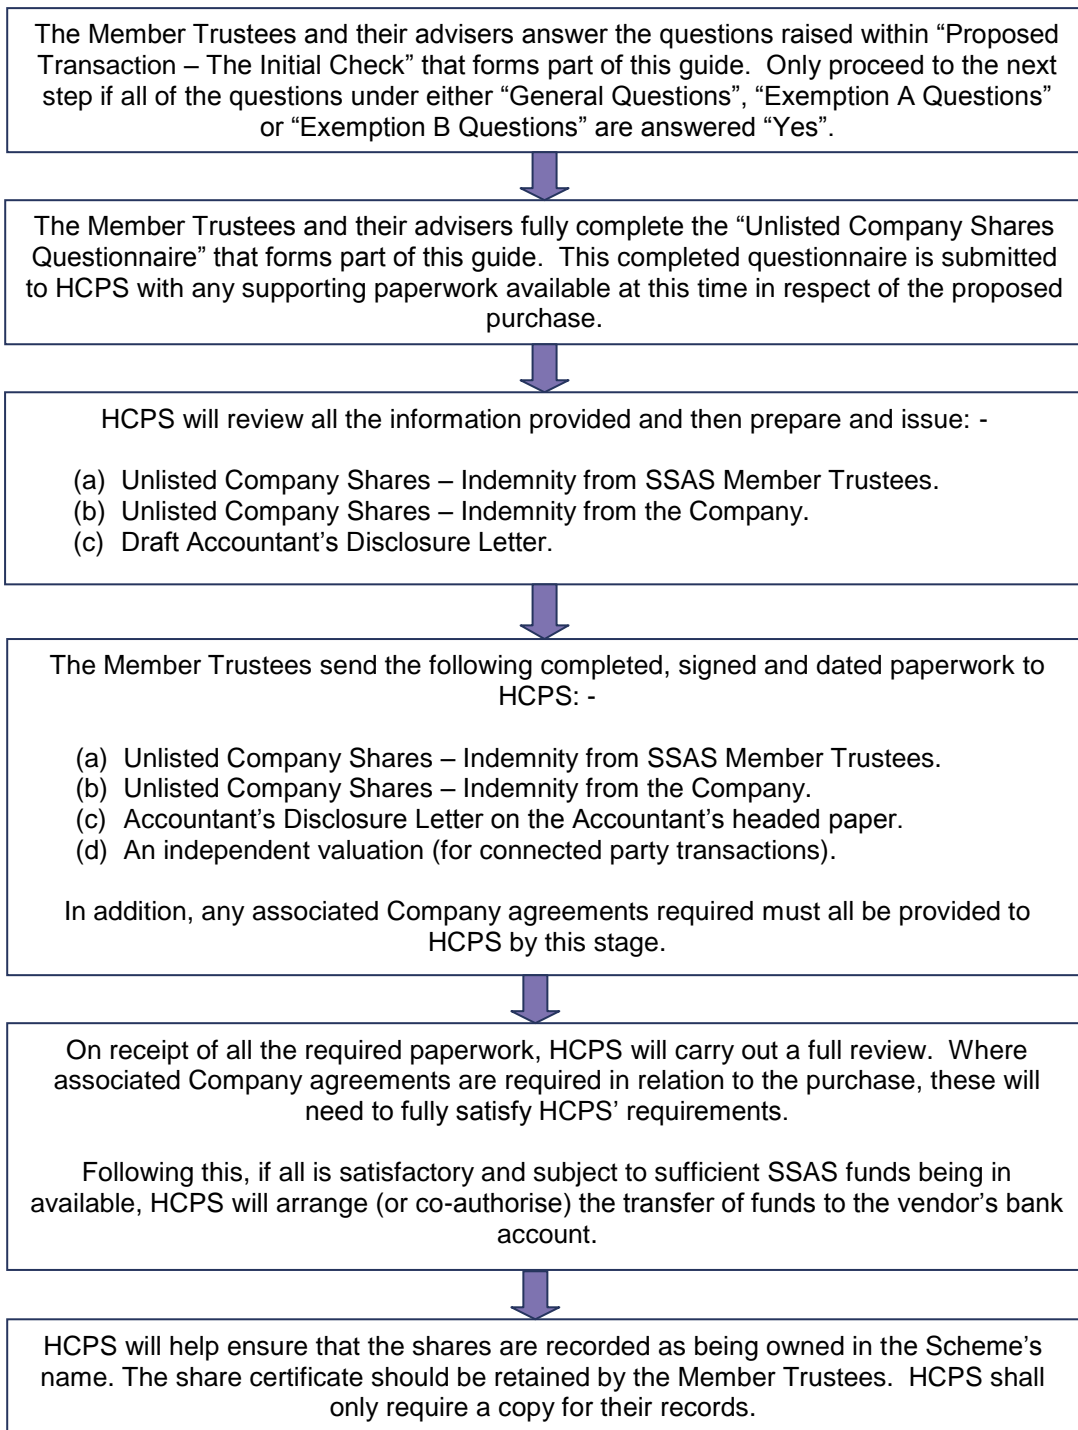 The Member Trustees and their advisers answer the questions raised within “Proposed
Transaction – The Initial Check” that forms part of this guide.  Only proceed to the next
step if all of the questions under either “General Questions”, “Exemption A Questions”
or “Exemption B Questions” are answered “Yes”.
The Member Trustees and their advisers fully complete the “Unlisted Company Shares
Questionnaire” that forms part of this guide.  This completed questionnaire is submitted
to HCPS with any supporting paperwork available at this time in respect of the proposed
purchase.
HCPS will review all the information provided and then prepare and issue: -
(a) Unlisted Company Shares – Indemnity from SSAS Member Trustees.
(b) Unlisted Company Shares – Indemnity from the Company.
(c) Draft Accountant’s Disclosure Letter.
The Member Trustees send the following completed, signed and dated paperwork to
HCPS: -
(a) Unlisted Company Shares – Indemnity from SSAS Member Trustees.
(b) Unlisted Company Shares – Indemnity from the Company.
(c) Accountant’s Disclosure Letter on the Accountant’s headed paper.
(d) An independent valuation (for connected party transactions).
In addition, any associated Company agreements required must all be provided to
HCPS by this stage.
On receipt of all the required paperwork, HCPS will carry out a full review.  Where
associated Company agreements are required in relation to the purchase, these will
need to fully satisfy HCPS’ requirements.
Following this, if all is satisfactory and subject to sufficient SSAS funds being in
available, HCPS will arrange (or co-authorise) the transfer of funds to the vendor’s bank
account.
HCPS will help ensure that the shares are recorded as being owned in the Scheme’s
name. The share certificate should be retained by the Member Trustees.  HCPS shall
only require a copy for their records.